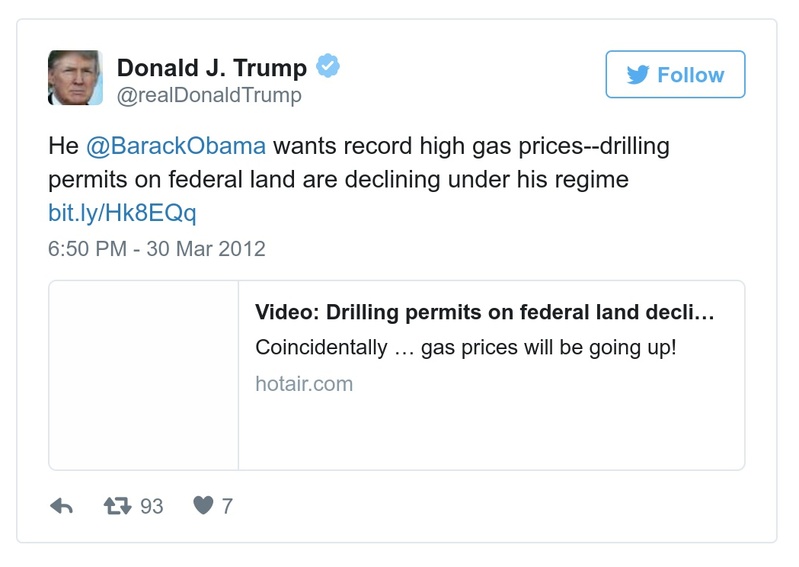 Donald J. Trump
@realDonaldTrump
Follow
He @BarackObama wants record high gas prices--drilling
permits on federal land are declining under his regime
bit.ly/Hk8EQq
6:50 PM - 30 Mar 2012
Video: Drilling permits on federal land decli…
Coincidentally … gas prices will be going up!
hotair.com
93
7